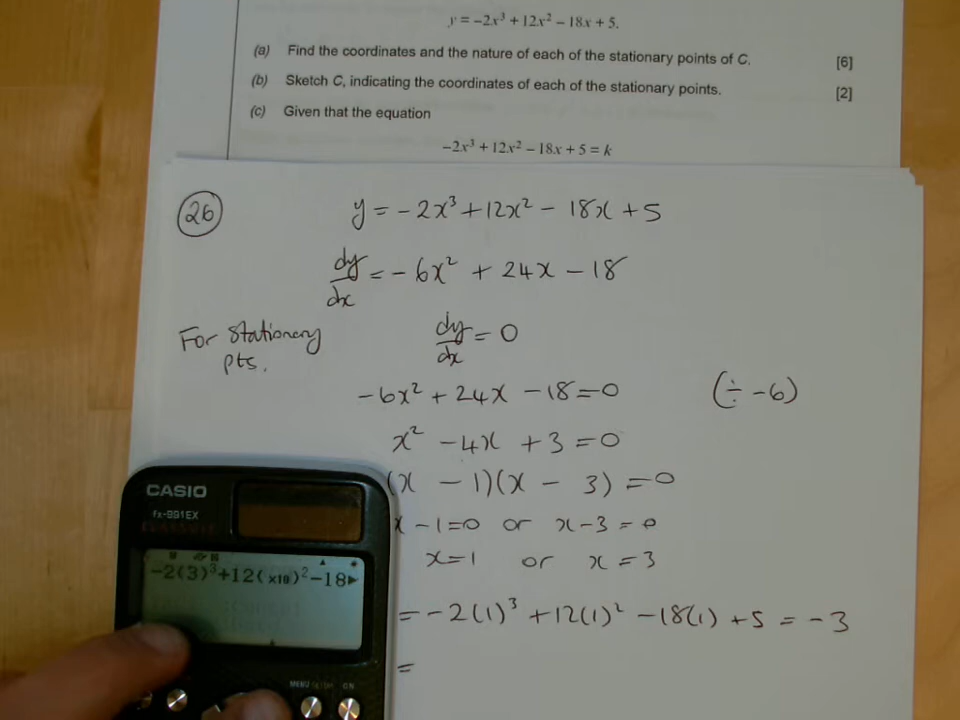 y = −2x³ + 12x² − 18x + 5.
(a) Find the coordinates and the nature of each of the stationary points of C. [6]
(b) Sketch C, indicating the coordinates of each of the stationary points. [2]
(c) Given that the equation
−2x³ + 12x² − 18x + 5 = k
26 y = −2x³ + 12x² − 18x + 5
dy/dx = −6x² + 24x − 18
For stationary pts. dy/dx = 0
−6x² + 24x − 18 = 0 (÷ −6)
x² − 4x + 3 = 0
(x − 1)(x − 3) = 0
x − 1 = 0 or x − 3 = 0
x = 1 or x = 3
= −2(1)³ + 12(1)² − 18(1) + 5 = −3
=
CASIO
fx-991EX
−2(3)³+12(×10)²−18▶
MENU SETUP ON